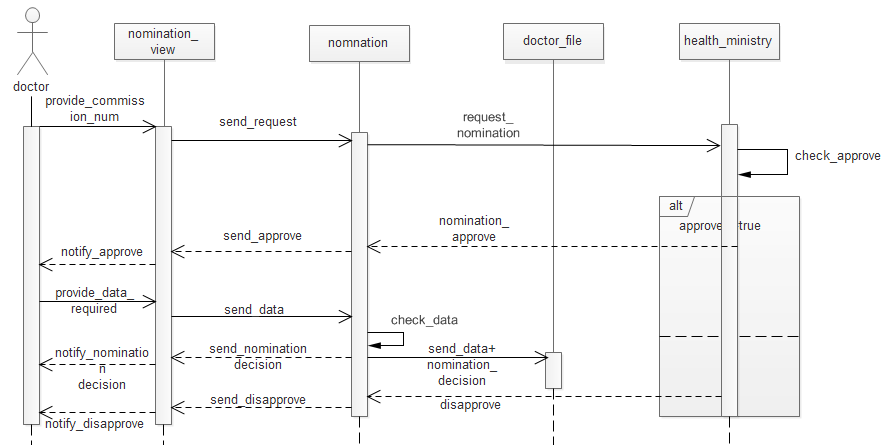 nomination_
view
nomnation
doctor_file
health_ministry
doctor
provide_commiss
ion_num
send_request
request_
nomination
check_approve
alt
approve
true
nomination_
approve
send_approve
notify_approve
provide_data_
required
send_data
check_data
send_nomination
decision
send_data+
nomination_
decision
notify_nominatio
n
decision
send_disapprove
disapprove
notify_disapprove